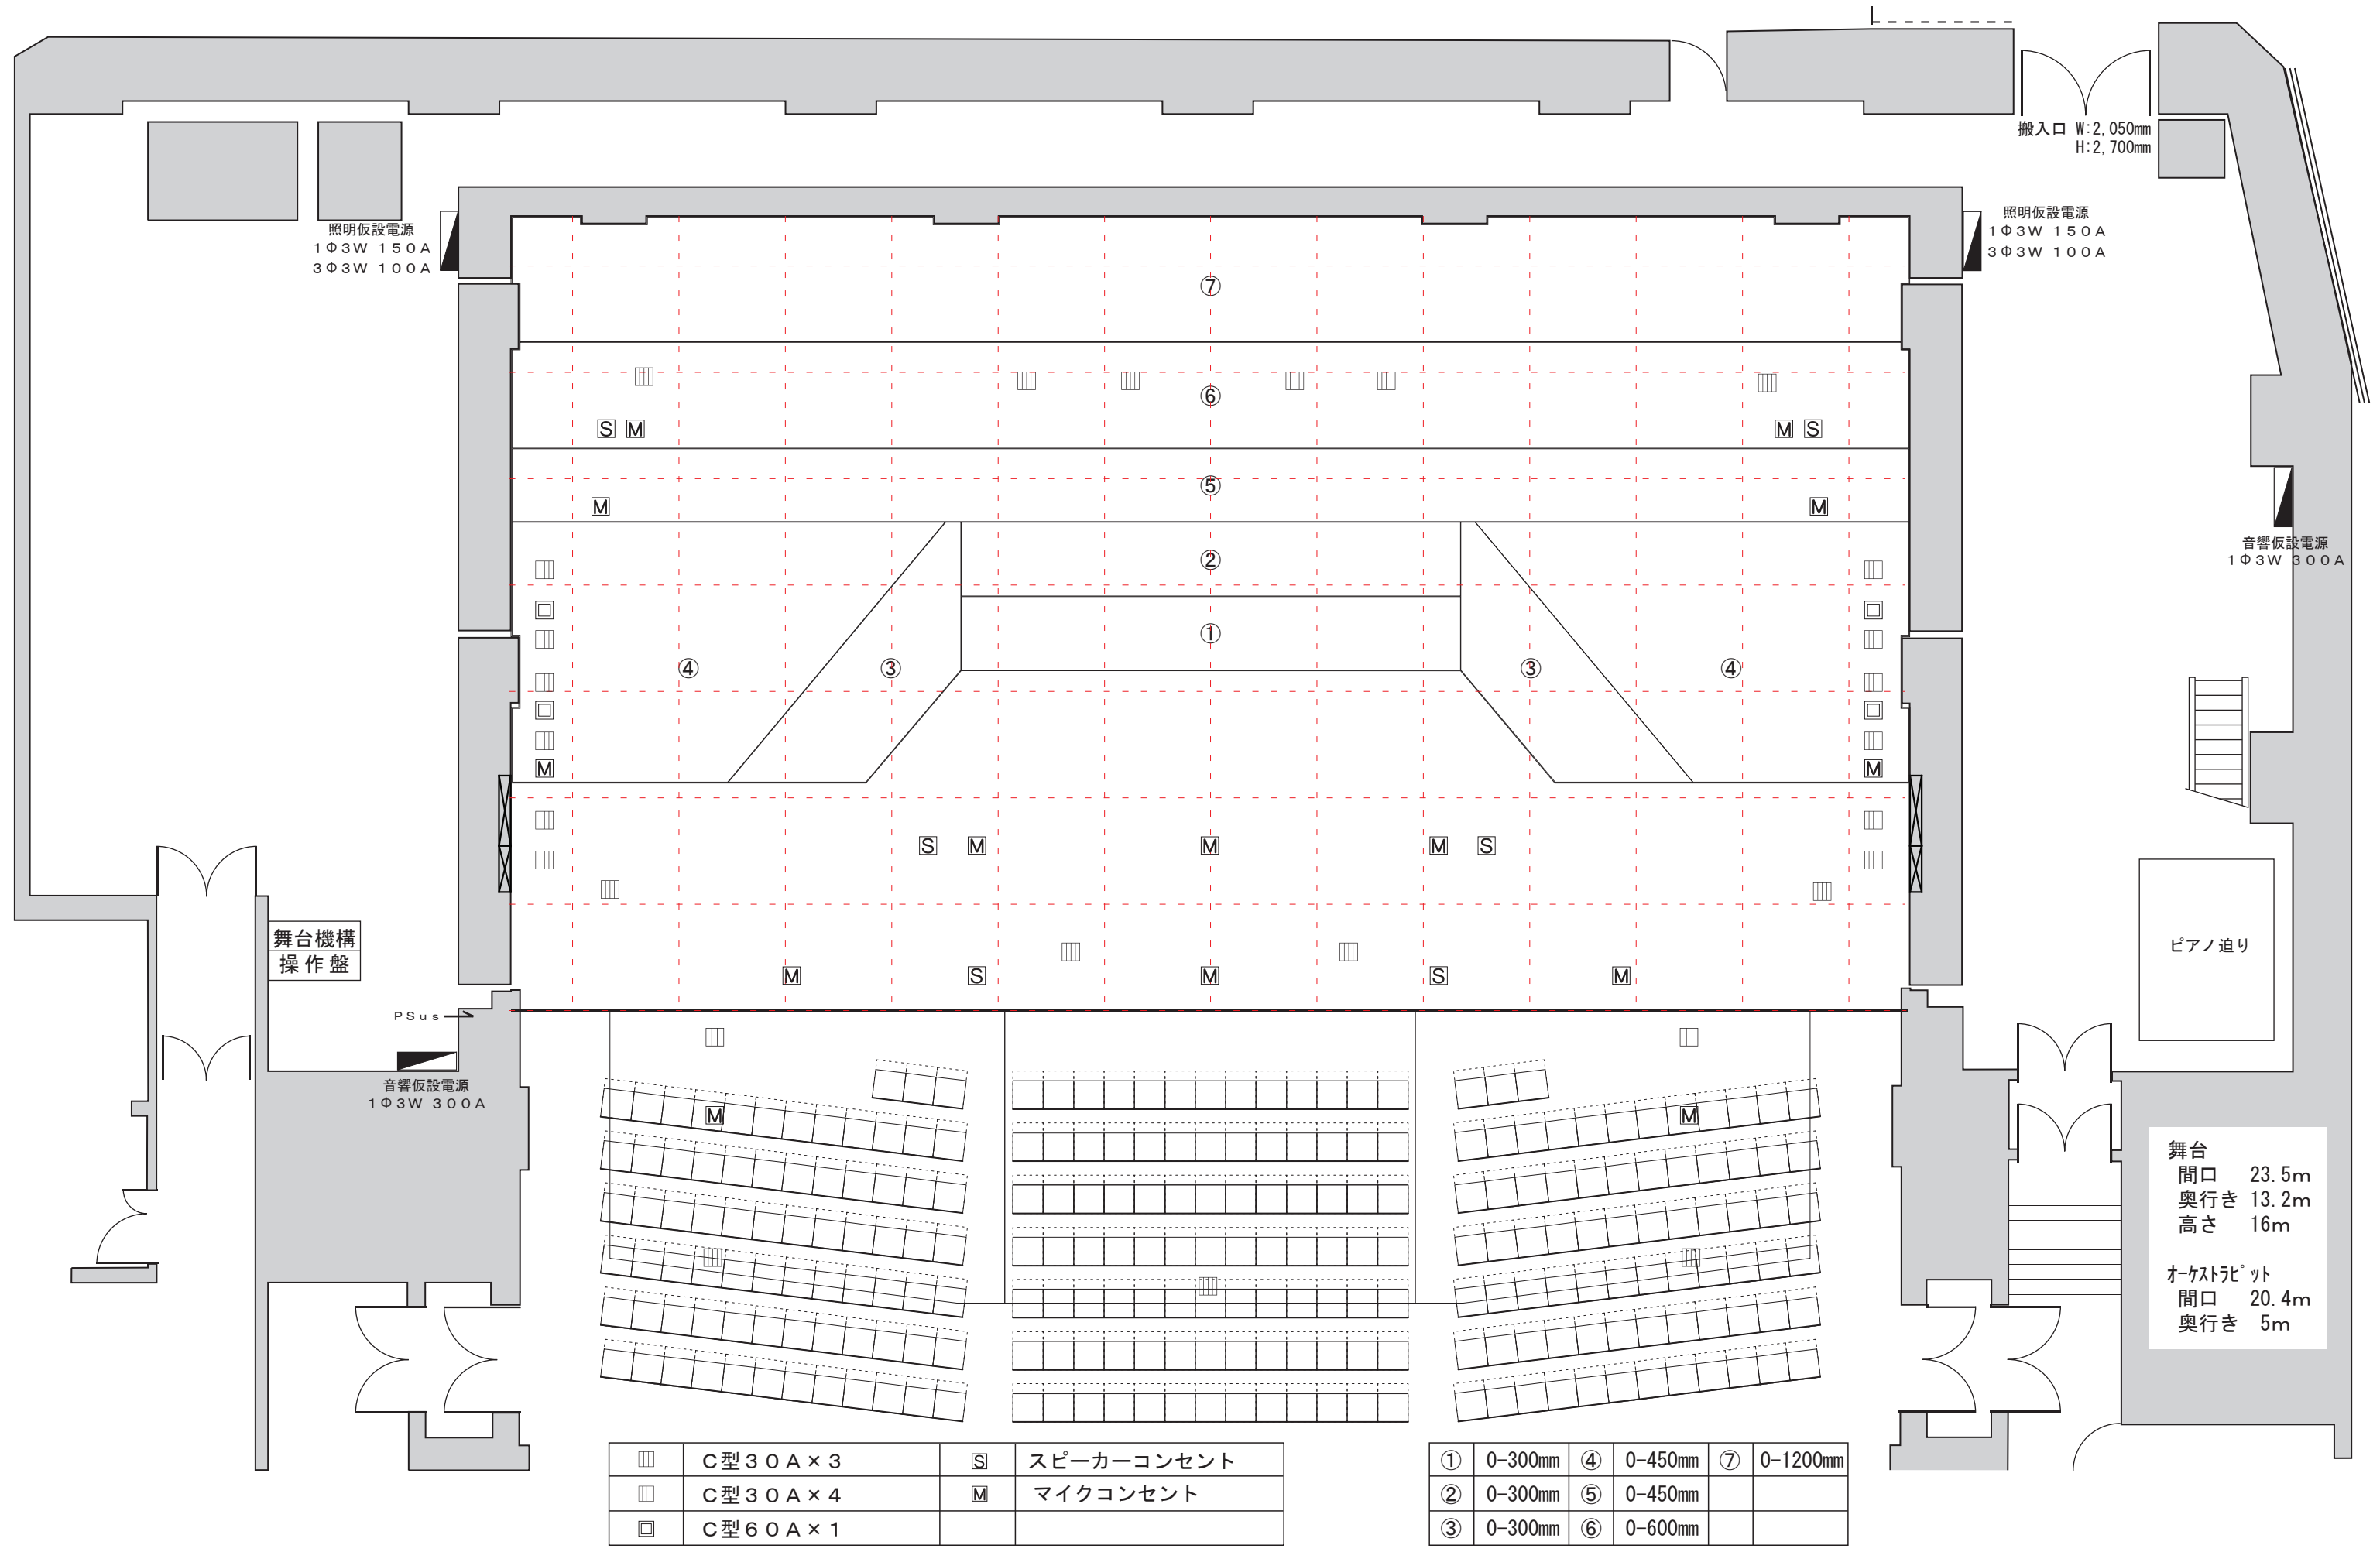 搬入口 W:2,050mm
H:2,700mm
照明仮設電源
1Φ3W 150A
3Φ3W 100A
照明仮設電源
1Φ3W 150A
3Φ3W 100A
⑦
⑥
S M
M S
⑤
M
M
音響仮設電源
1Φ3W 300A
②
①
④
③
③
④
M
M
S M M M S
舞台機構
操作盤
ピアノ迫り
M S M S M
PSus
音響仮設電源
1Φ3W 300A
M
M
舞台
間口 23.5m
奥行き 13.2m
高さ 16m
オーケストラピット
間口 20.4m
奥行き 5m
C型30A×3 S スピーカーコンセント
C型30A×4 M マイクコンセント
C型60A×1
① 0-300mm ④ 0-450mm ⑦ 0-1200mm
② 0-300mm ⑤ 0-450mm
③ 0-300mm ⑥ 0-600mm